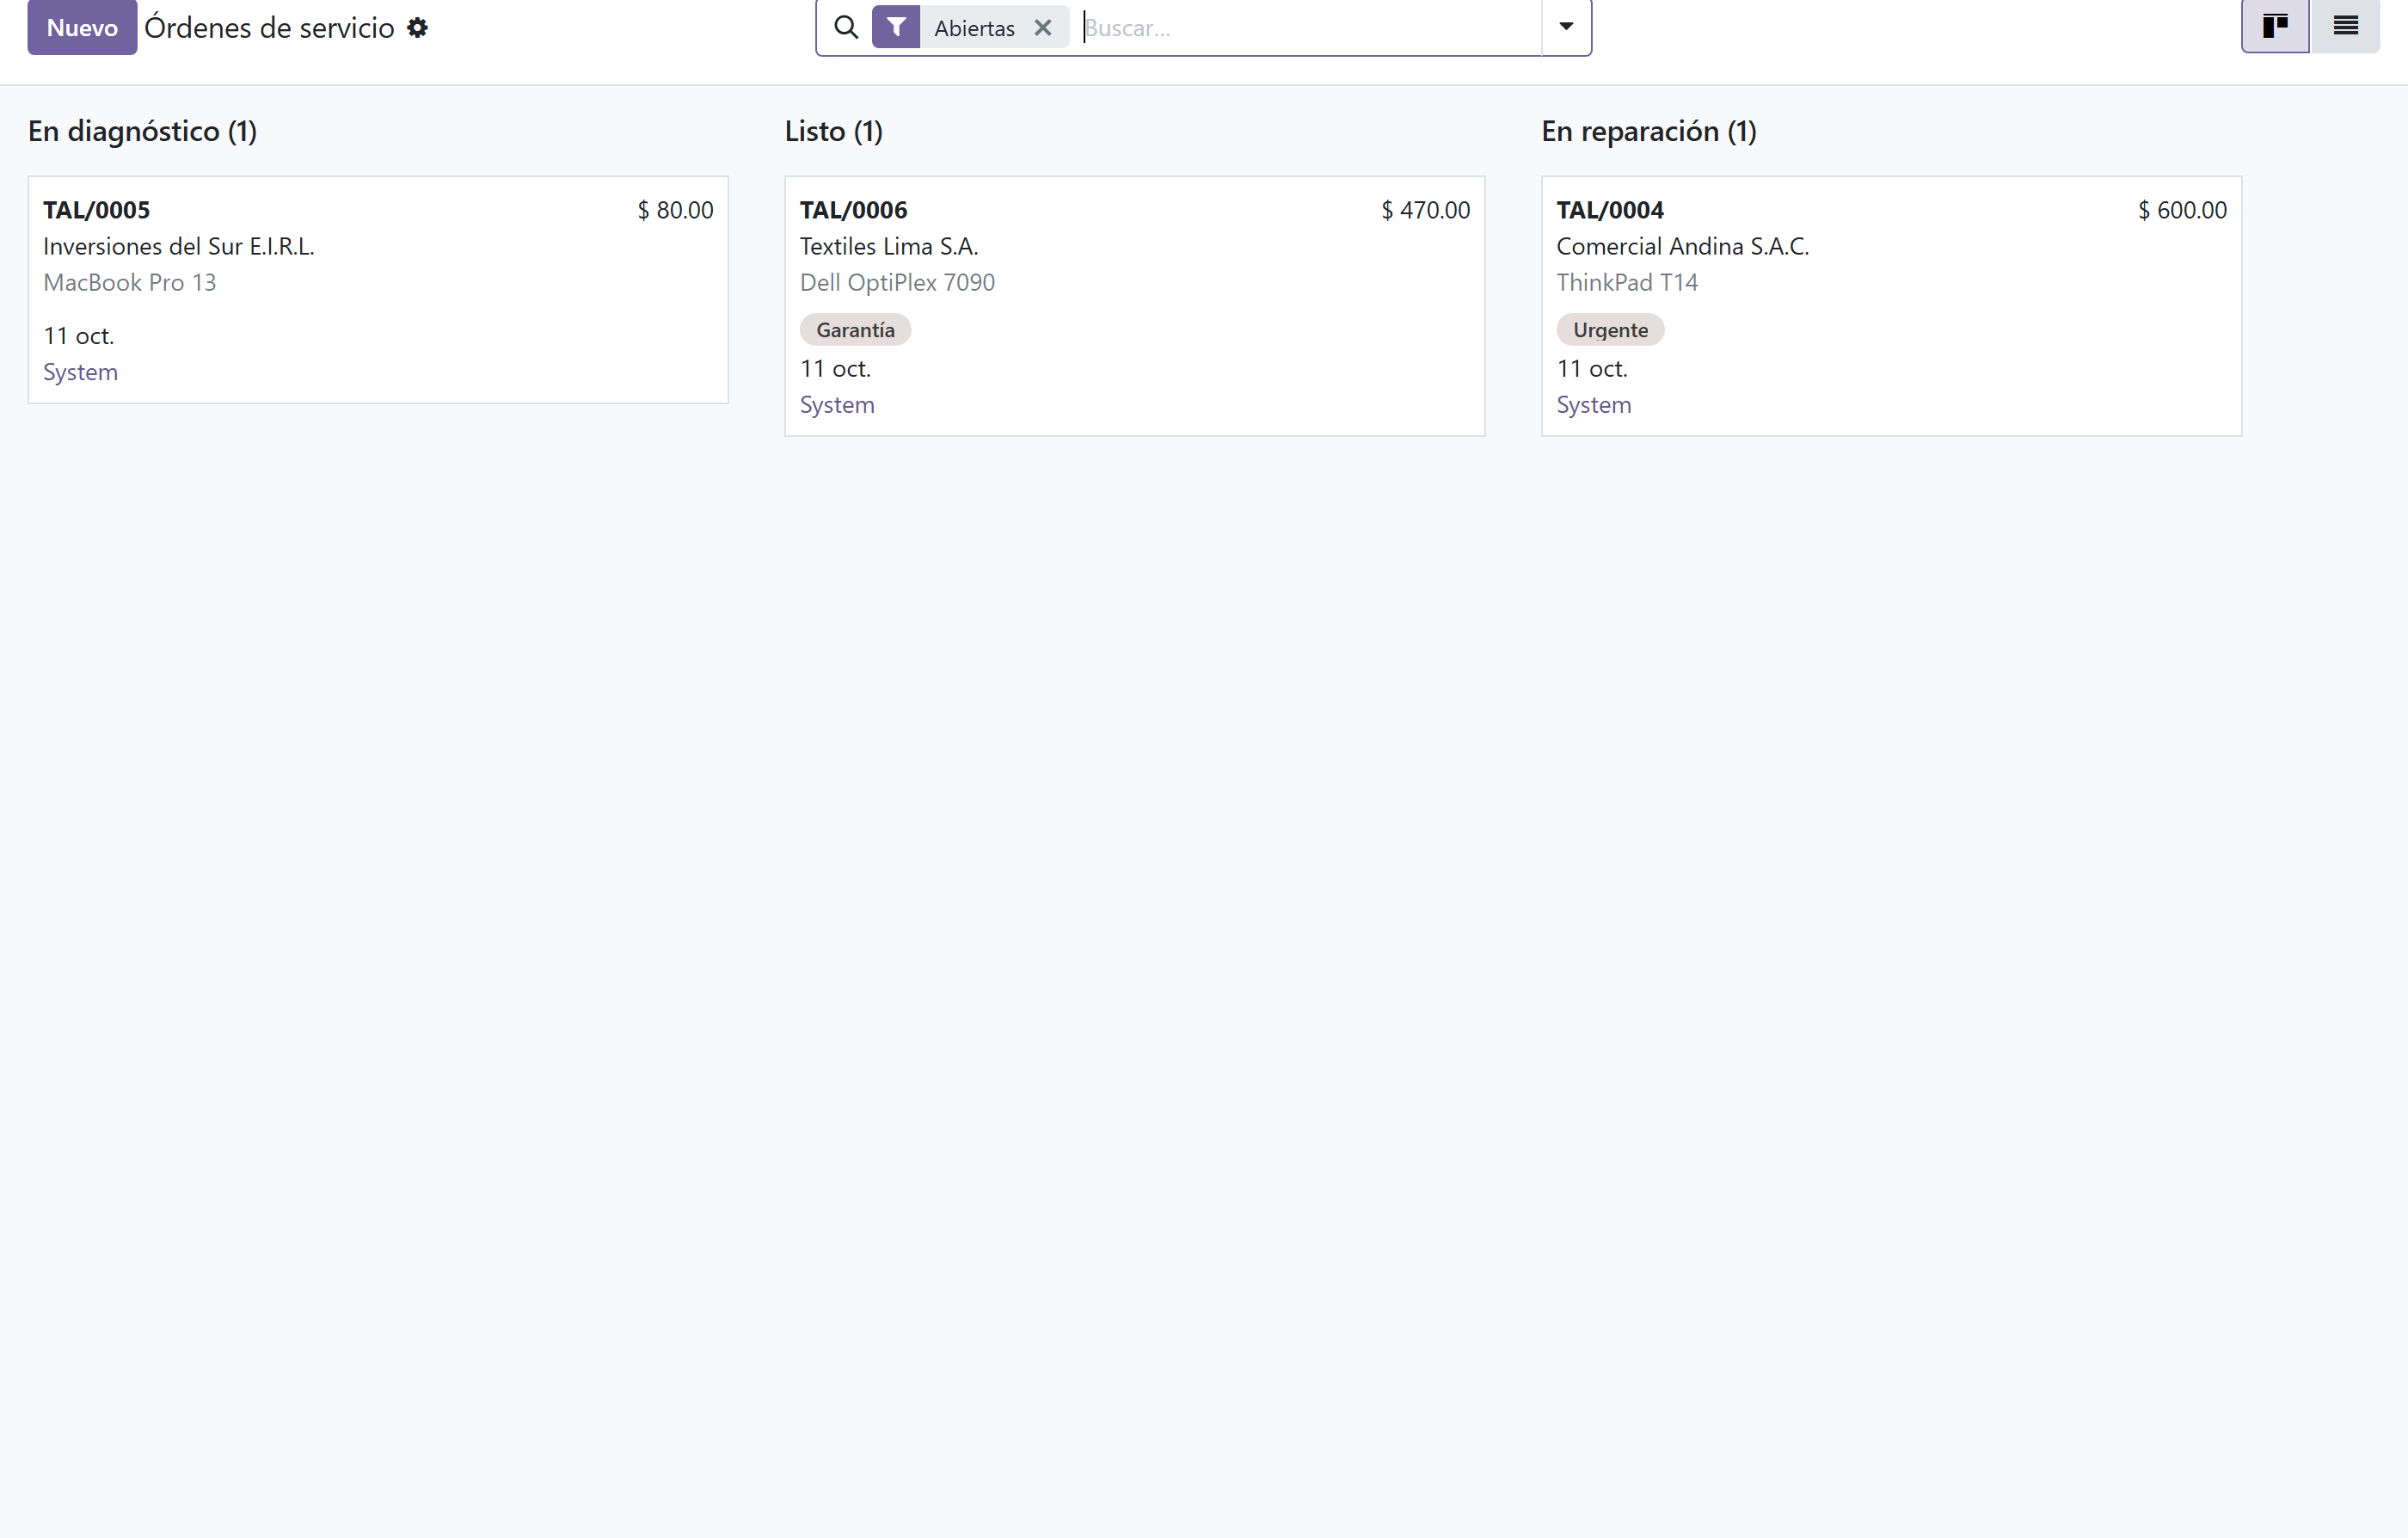 Nuevo Órdenes de servicio
Abiertas Buscar...
En diagnóstico (1)
TAL/0005 $ 80.00
Inversiones del Sur E.I.R.L.
MacBook Pro 13
11 oct.
System
Listo (1)
TAL/0006 $ 470.00
Textiles Lima S.A.
Dell OptiPlex 7090
Garantía
11 oct.
System
En reparación (1)
TAL/0004 $ 600.00
Comercial Andina S.A.C.
ThinkPad T14
Urgente
11 oct.
System